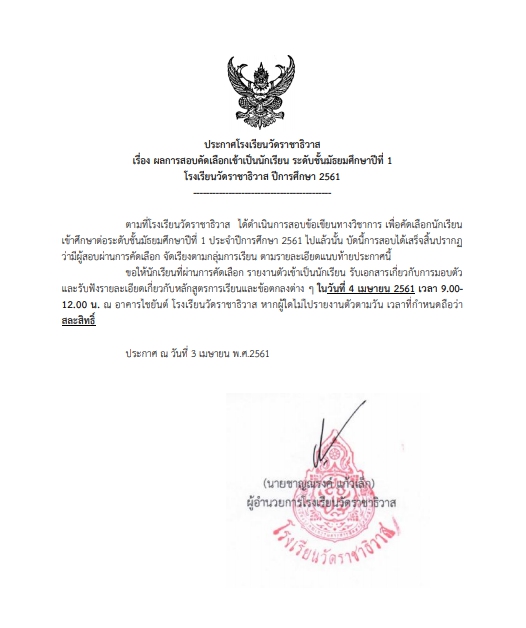 ประกาศโรงเรียนวัดราชาธิวาส
เรื่อง ผลการสอบคัดเลือกเข้าเป็นนักเรียน ระดับชั้นมัธยมศึกษาปีที่ 1
โรงเรียนวัดราชาธิวาส ปีการศึกษา 2561
-------------------------------------------
ตามที่โรงเรียนวัดราชาธิวาส ได้ดำเนินการสอบข้อเขียนทางวิชาการ เพื่อคัดเลือกนักเรียน
เข้าศึกษาต่อระดับชั้นมัธยมศึกษาปีที่ 1 ประจำปีการศึกษา 2561 ไปแล้วนั้น บัดนี้การสอบได้เสร็จสิ้นปรากฏ
ว่ามีผู้สอบผ่านการคัดเลือก จัดเรียงตามกลุ่มการเรียน ตามรายละเอียดแนบท้ายประกาศนี้
ขอให้นักเรียนที่ผ่านการคัดเลือก รายงานตัวเข้าเป็นนักเรียน รับเอกสารเกี่ยวกับการมอบตัว
และรับฟังรายละเอียดเกี่ยวกับหลักสูตรการเรียนและข้อตกลงต่าง ๆ ในวันที่ 4 เมษายน 2561 เวลา 9.00-
12.00 น. ณ อาคารไชยันต์ โรงเรียนวัดราชาธิวาส หากผู้ใดไม่ไปรายงานตัวตามวัน เวลาที่กำหนดถือว่า
สละสิทธิ์
ประกาศ ณ วันที่ 3 เมษายน พ.ศ.2561
(นายชาญณรงค์ แก้วเล็ก)
ผู้อำนวยการโรงเรียนวัดราชาธิวาส
โรงเรียนวัดราชาธิวาส